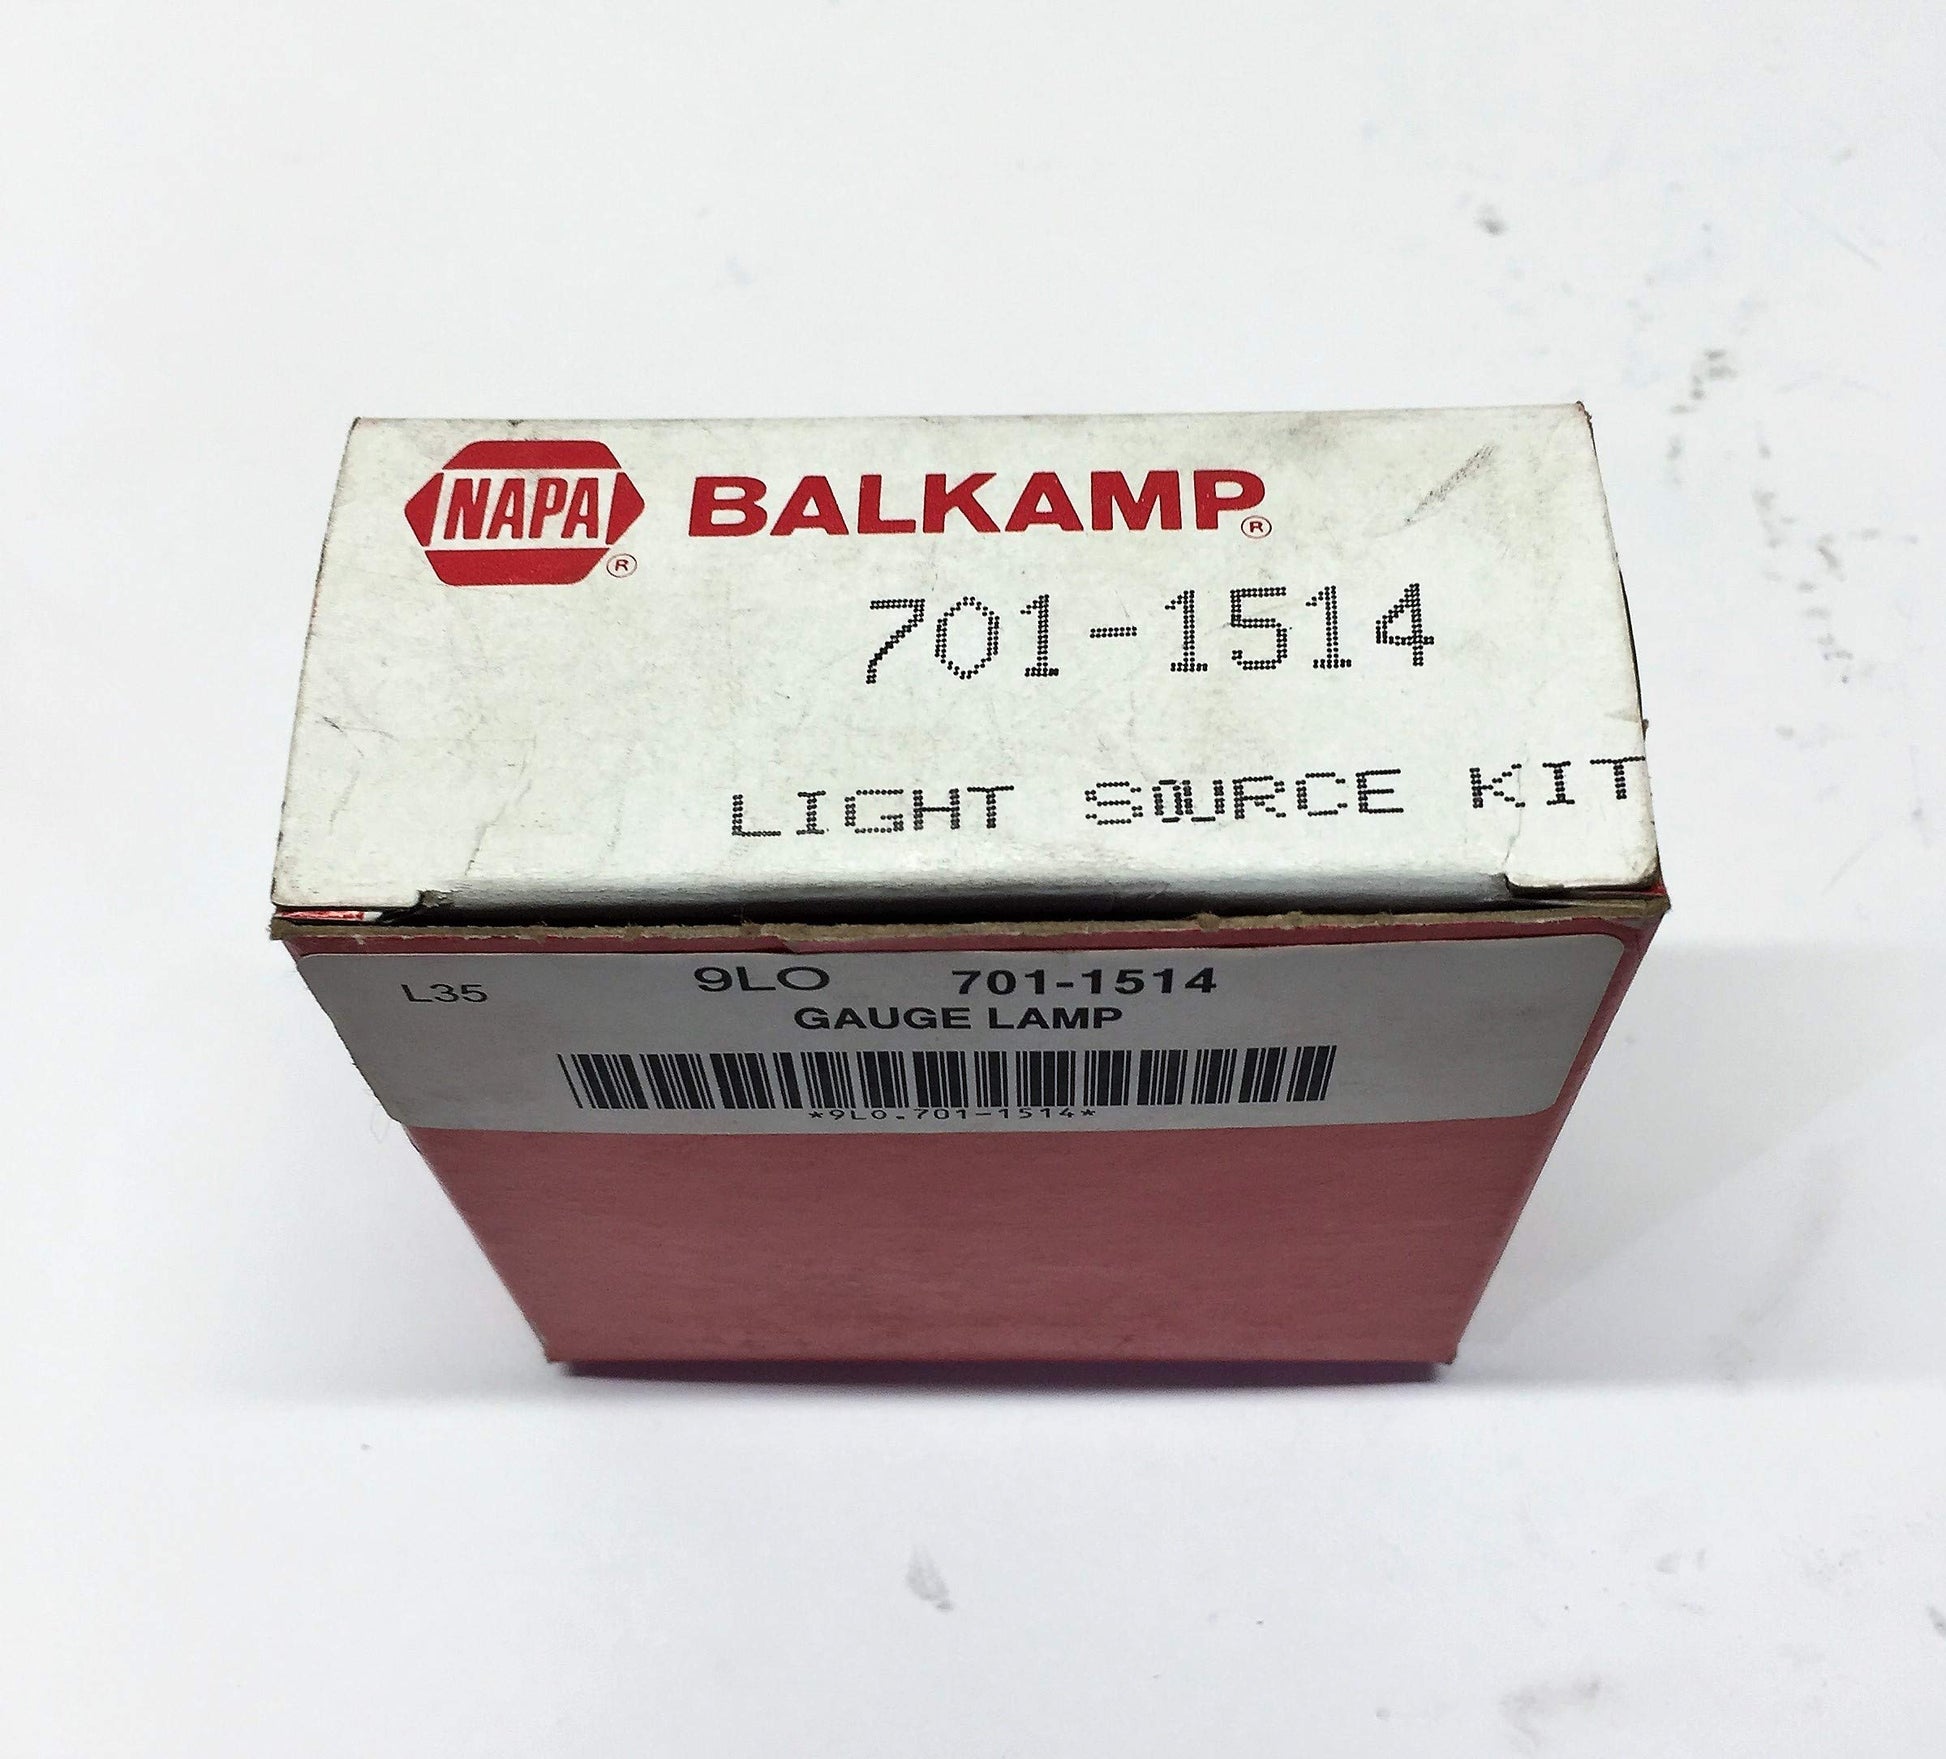 NAPA® BALKAMP®
701-1514
LIGHT SOURCE KIT
L35 9LO 701-1514
GAUGE LAMP
*9LO.701-1514*